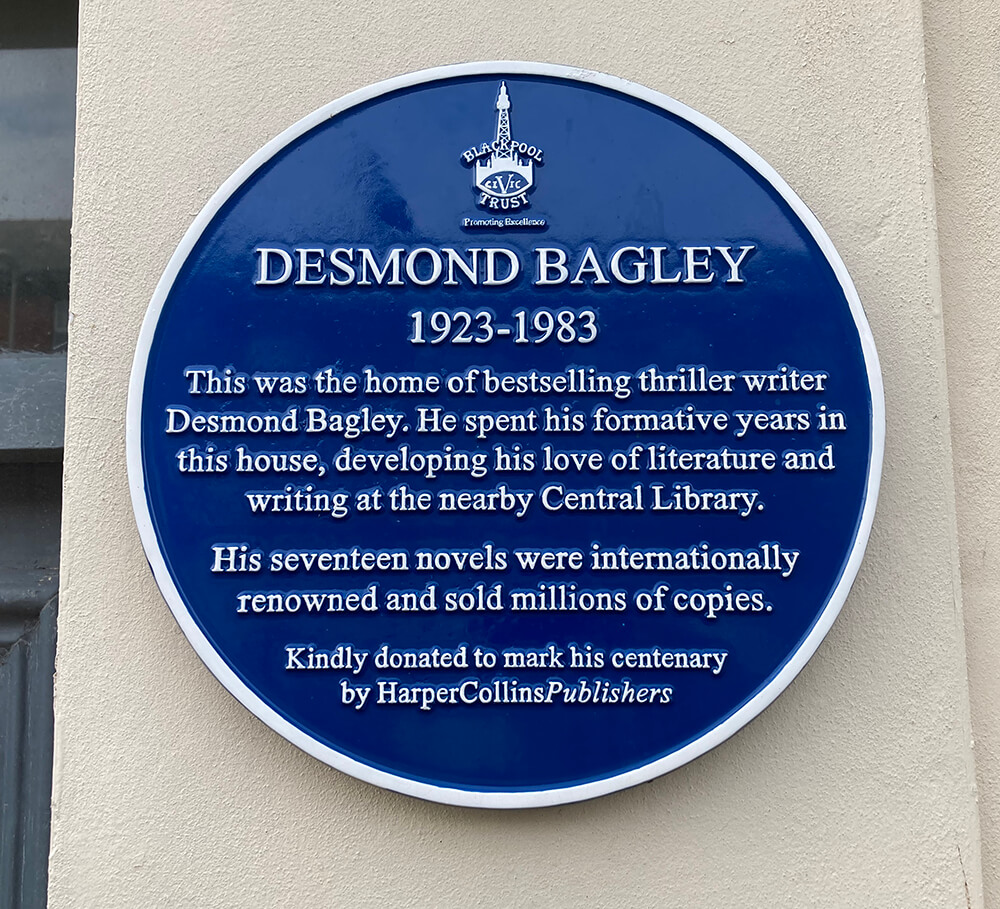 BLACKPOOL
CIVIC
TRUST
Promoting Excellence
DESMOND BAGLEY
1923-1983
This was the home of bestselling thriller writer
Desmond Bagley. He spent his formative years in
this house, developing his love of literature and
writing at the nearby Central Library.
His seventeen novels were internationally
renowned and sold millions of copies.
Kindly donated to mark his centenary
by HarperCollinsPublishers